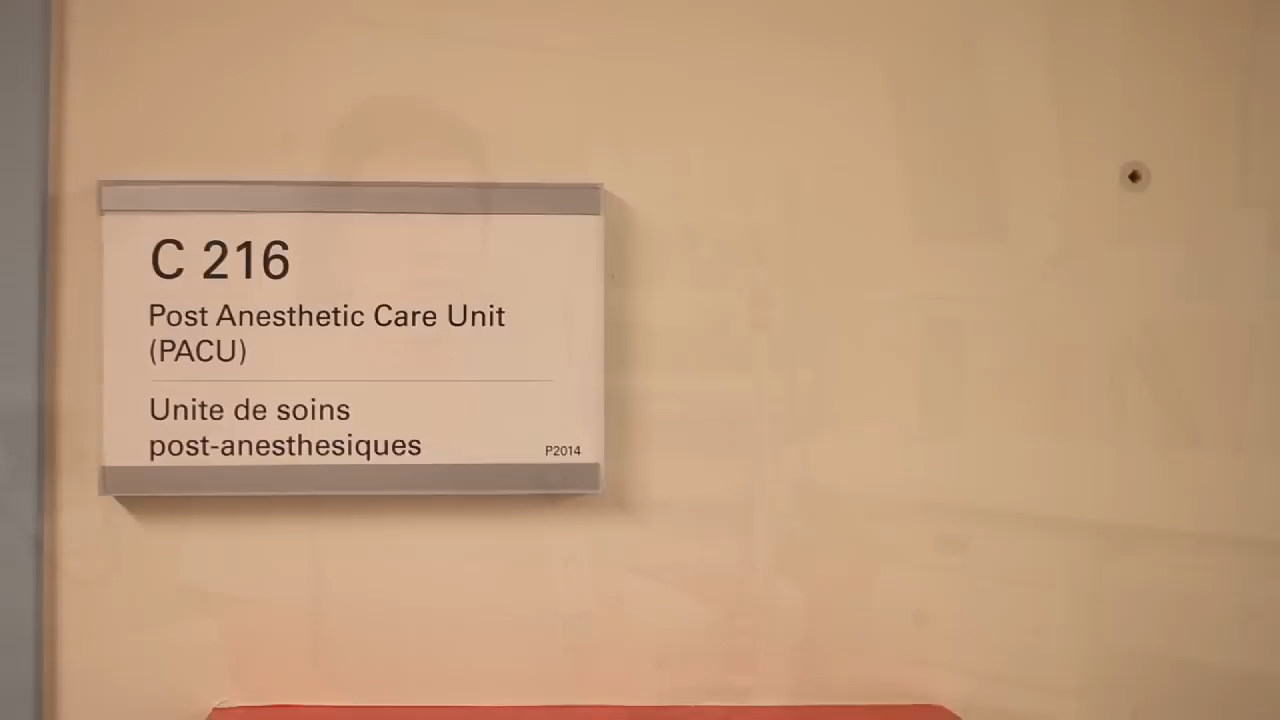 C 216
Post Anesthetic Care Unit
(PACU)
Unite de soins
post-anesthesiques
P2014